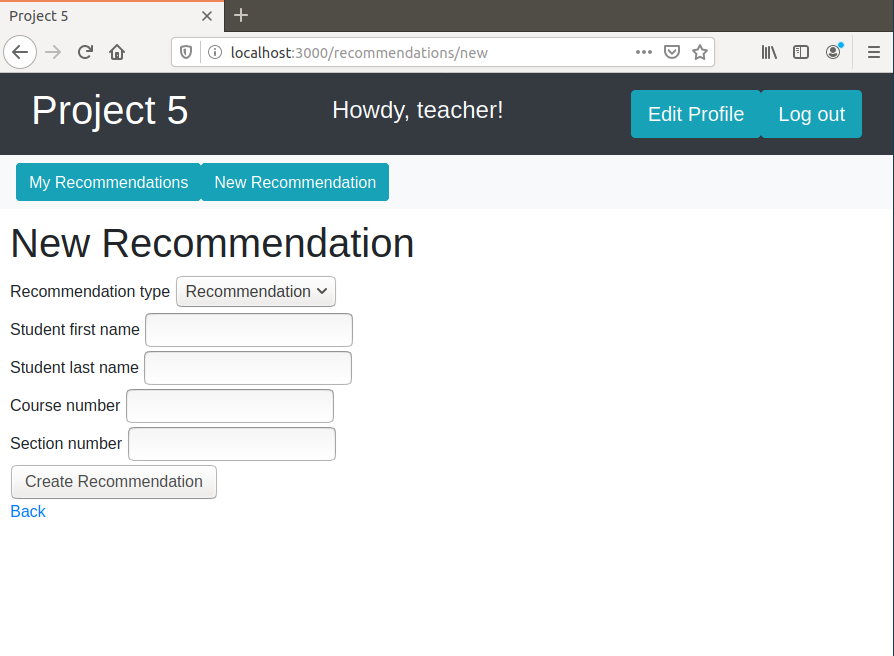 Project 5
localhost:3000/recommendations/new
Project 5 Howdy, teacher! Edit Profile Log out
My Recommendations New Recommendation
New Recommendation
Recommendation type Recommendation
Student first name
Student last name
Course number
Section number
Create Recommendation
Back